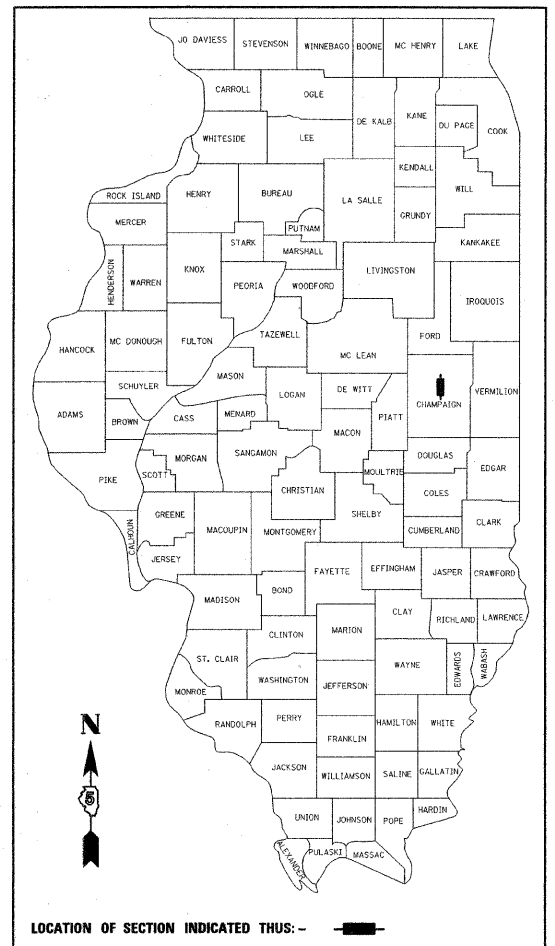 JO DAVIESS
STEVENSON
WINNEBAGO
BOONE
MC HENRY
LAKE
CARROLL
OGLE
DE KALB
KANE
DU PAGE
COOK
WHITESIDE
LEE
KENDALL
WILL
ROCK ISLAND
HENRY
BUREAU
LA SALLE
GRUNDY
MERCER
PUTNAM
KANKAKEE
HENDERSON
WARREN
KNOX
STARK
MARSHALL
LIVINGSTON
PEORIA
WOODFORD
IROQUOIS
HANCOCK
MC DONOUGH
FULTON
TAZEWELL
MC LEAN
FORD
MASON
SCHUYLER
LOGAN
DE WITT
CHAMPAIGN
VERMILION
ADAMS
BROWN
CASS
MENARD
MACON
PIATT
DOUGLAS
EDGAR
PIKE
SCOTT
MORGAN
SANGAMON
MOULTRIE
COLES
CHRISTIAN
SHELBY
CALHOUN
GREENE
MACOUPIN
MONTGOMERY
CUMBERLAND
CLARK
JERSEY
FAYETTE
EFFINGHAM
JASPER
CRAWFORD
MADISON
BOND
CLAY
RICHLAND
LAWRENCE
CLINTON
MARION
ST. CLAIR
WAYNE
EDWARDS
WABASH
WASHINGTON
MONROE
JEFFERSON
RANDOLPH
PERRY
HAMILTON
WHITE
FRANKLIN
JACKSON
WILLIAMSON
SALINE
GALLATIN
UNION
JOHNSON
POPE
HARDIN
ALEXANDER
PULASKI
MASSAC
N
LOCATION OF SECTION INDICATED THUS: -